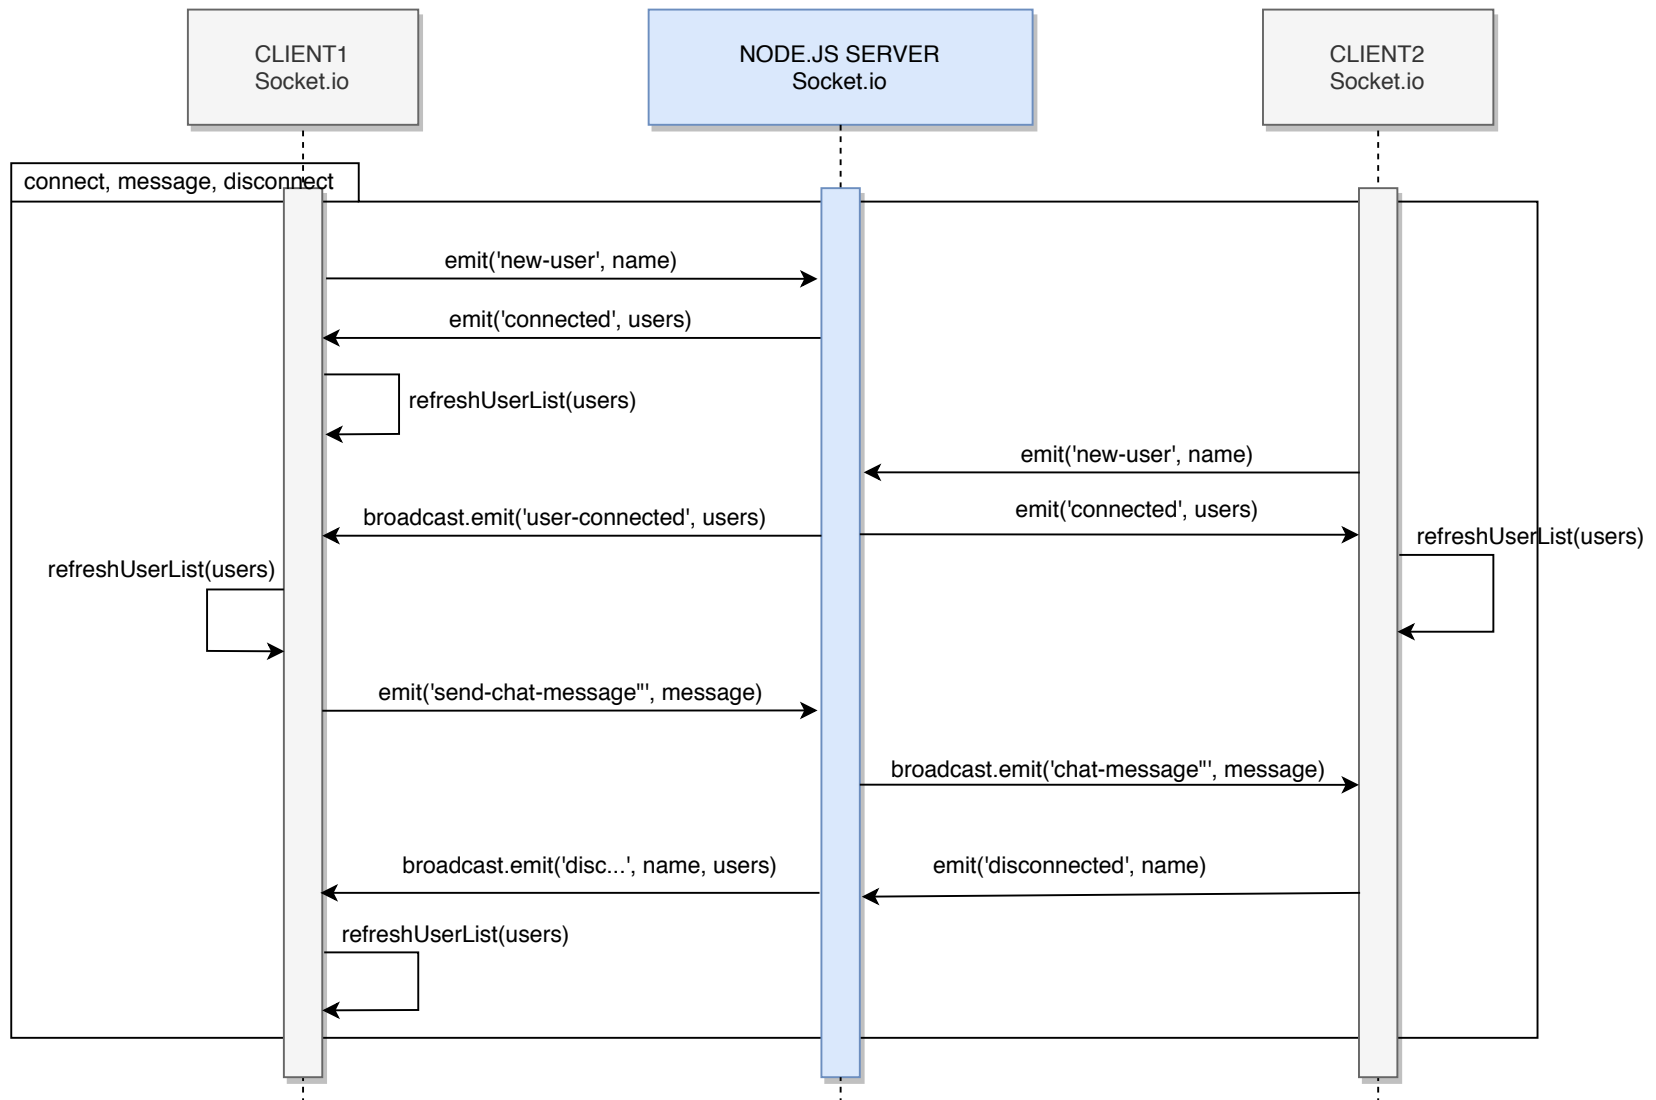 CLIENT1
Socket.io
NODE.JS SERVER
Socket.io
CLIENT2
Socket.io
connect, message, disconnect
emit('new-user', name)
emit('connected', users)
refreshUserList(users)
emit('new-user', name)
broadcast.emit('user-connected', users)
emit('connected', users)
refreshUserList(users)
refreshUserList(users)
emit('send-chat-message"', message)
broadcast.emit('chat-message"', message)
broadcast.emit('disc...', name, users)
emit('disconnected', name)
refreshUserList(users)